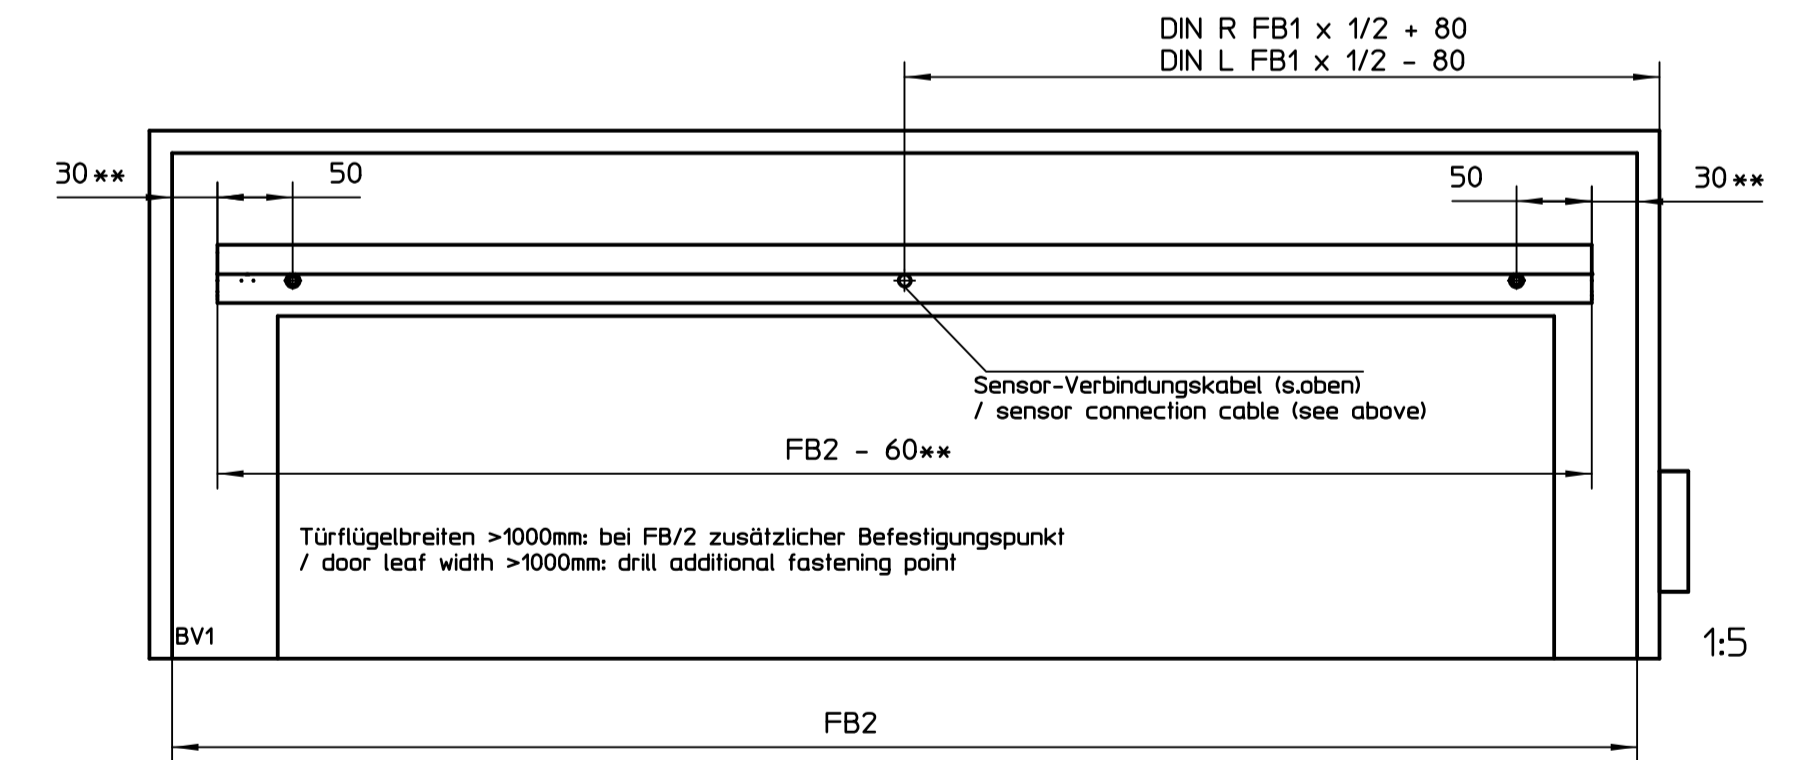 DIN R FB1 x 1/2 + 80
DIN L FB1 x 1/2 - 80
30** 50 50 30**
Sensor-Verbindungskabel (s.oben)
/ sensor connection cable (see above)
FB2 - 60**
Türflügelbreiten >1000mm: bei FB/2 zusätzlicher Befestigungspunkt
/ door leaf width >1000mm: drill additional fastening point
BV1 1:5
FB2